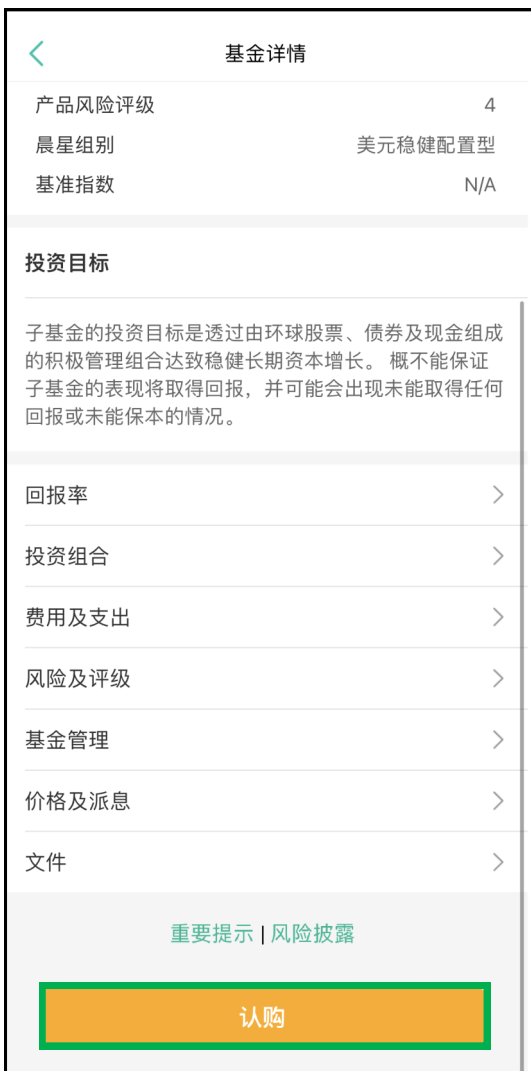 基金详情
产品风险评级 4
晨星组别 美元稳健配置型
基准指数 N/A
投资目标
子基金的投资目标是透过由环球股票、债券及现金组成
的积极管理组合达致稳健长期资本增长。 概不能保证
子基金的表现将取得回报，并可能会出现未能取得任何
回报或未能保本的情况。
回报率
投资组合
费用及支出
风险及评级
基金管理
价格及派息
文件
重要提示 | 风险披露
认购